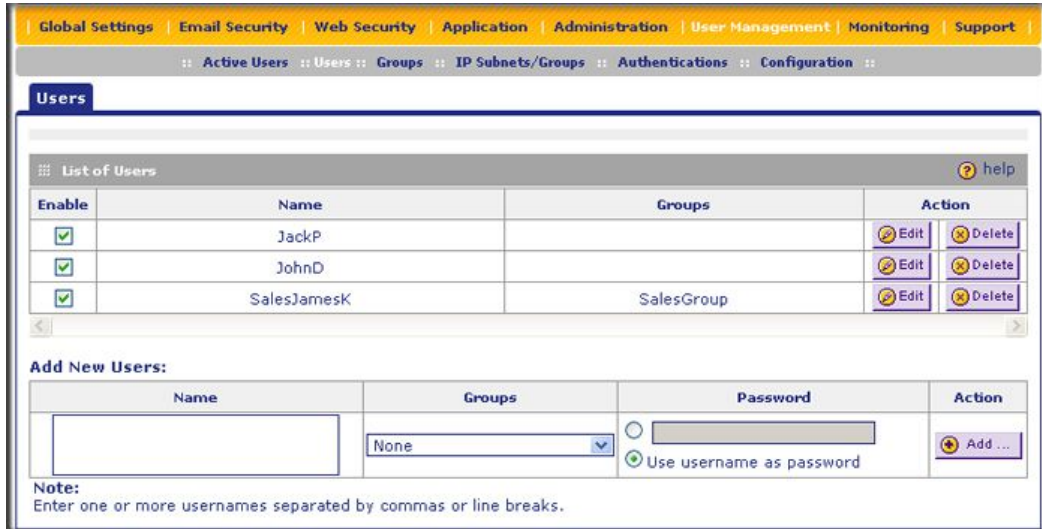 Global Settings | Email Security | Web Security | Application | Administration | User Management | Monitoring | Support
:: Active Users :: Users :: Groups :: IP Subnets/Groups :: Authentications :: Configuration ::
Users
List of Users help
Enable Name Groups Action
JackP Edit Delete
JohnD Edit Delete
SalesJamesK SalesGroup Edit Delete
Add New Users:
Name Groups Password Action
None Use username as password Add ...
Note:
Enter one or more usernames separated by commas or line breaks.